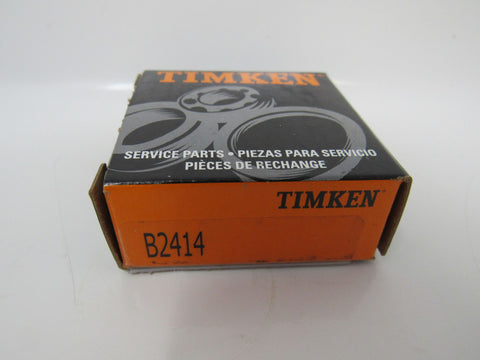 TIMKEN
SERVICE PARTS • PIEZAS PARA SERVICIO
PIÈCES DE RECHANGE
TIMKEN
B2414